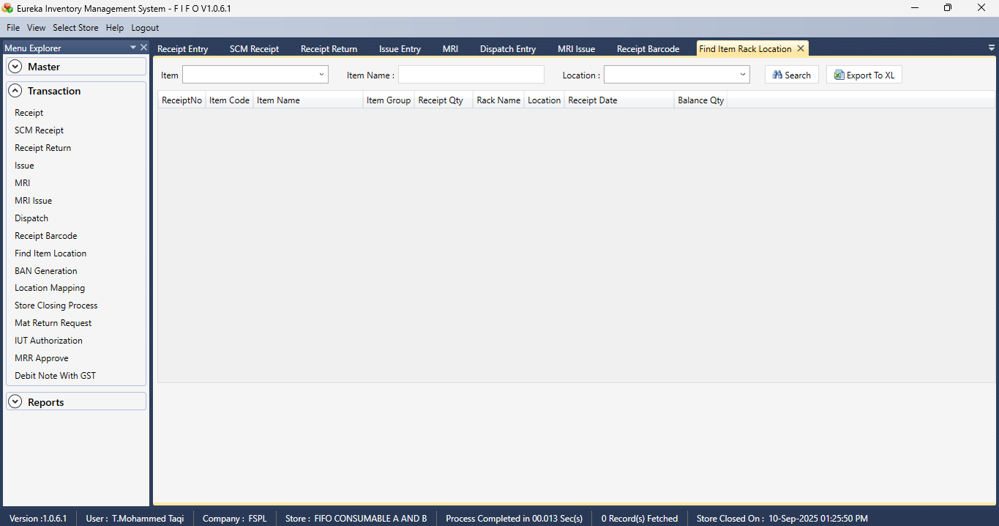 Eureka Inventory Management System - F I F O V1.0.6.1
File View Select Store Help Logout
Menu Explorer
Receipt Entry SCM Receipt Receipt Return Issue Entry MRI Dispatch Entry MRI Issue Receipt Barcode Find Item Rack Location
Master
Item Item Name : Location : Search Export To XL
Transaction
ReceiptNo Item Code Item Name Item Group Receipt Qty Rack Name Location Receipt Date Balance Qty
Receipt
SCM Receipt
Receipt Return
Issue
MRI
MRI Issue
Dispatch
Receipt Barcode
Find Item Location
BAN Generation
Location Mapping
Store Closing Process
Mat Return Request
IUT Authorization
MRR Approve
Debit Note With GST
Reports
Version :1.0.6.1 User : T.Mohammed Taqi Company : FSPL Store : FIFO CONSUMABLE A AND B Process Completed in 00.013 Sec(s) 0 Record(s) Fetched Store Closed On : 10-Sep-2025 01:25:50 PM